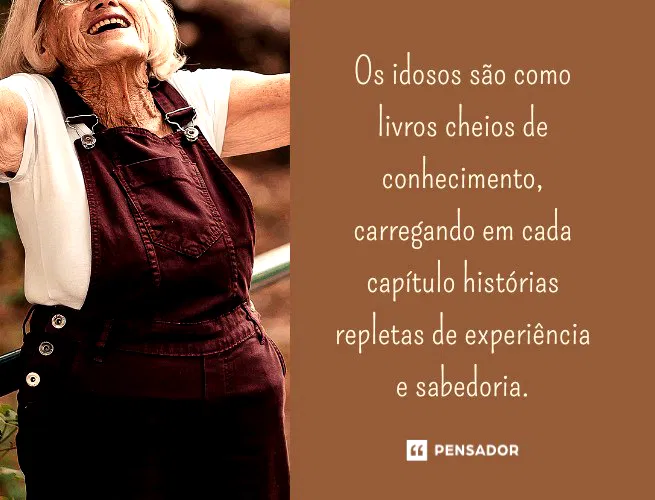 Os idosos são como
livros cheios de
conhecimento,
carregando em cada
capítulo histórias
repletas de experiência
e sabedoria.
PENSADOR